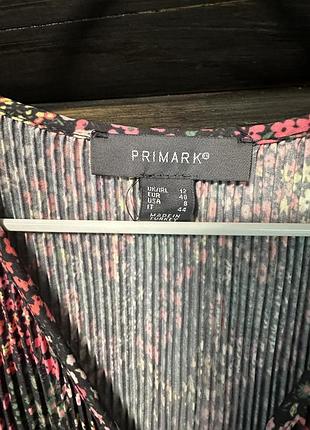 PRIMARK®
UK/IRL 12
EUR 40
USA 8
IT 44
MADE IN
TURKEY